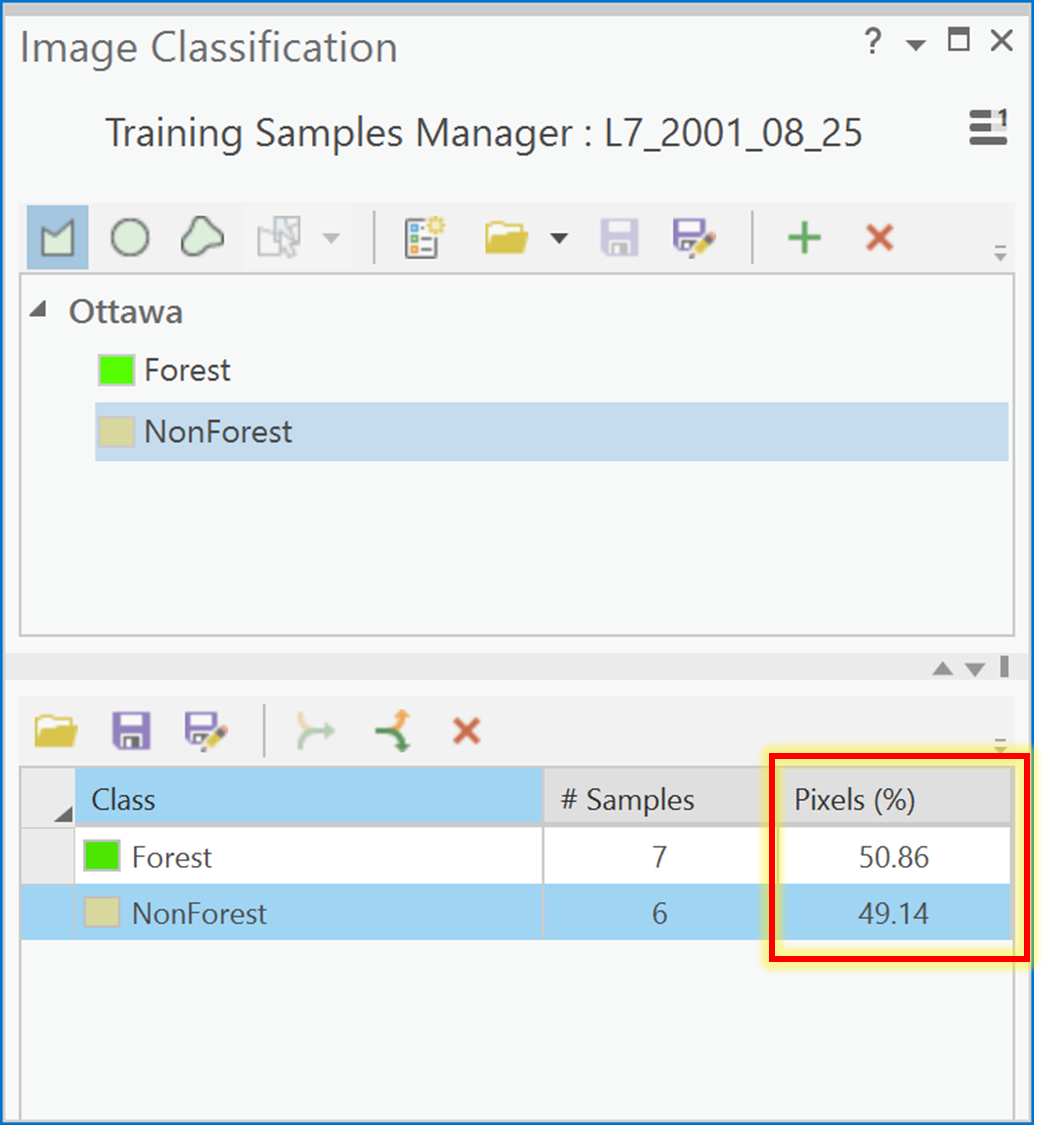 Image Classification ?
Training Samples Manager : L7_2001_08_25 1
Ottawa
Forest
NonForest
Class # Samples Pixels (%)
Forest 7 50.86
NonForest 6 49.14